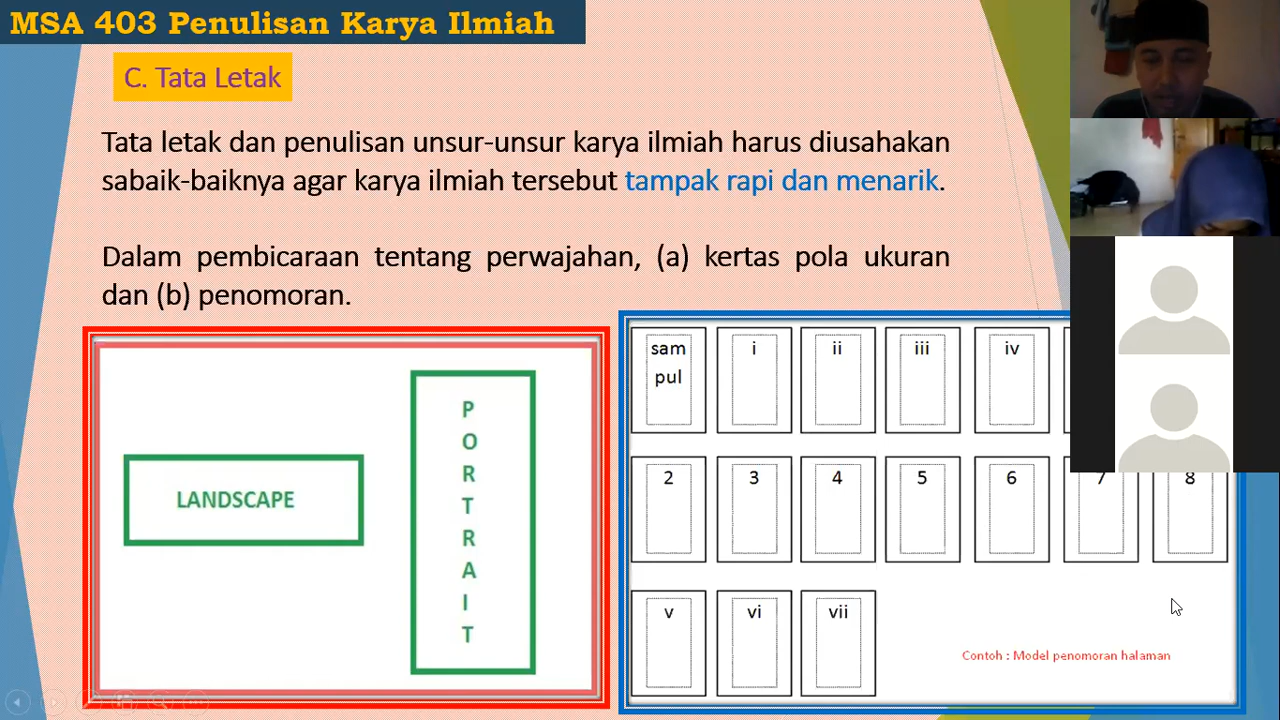 MSA 403 Penulisan Karya Ilmiah
C. Tata Letak
Tata letak dan penulisan unsur-unsur karya ilmiah harus diusahakan
sabaik-baiknya agar karya ilmiah tersebut tampak rapi dan menarik.
Dalam pembicaraan tentang perwajahan, (a) kertas pola ukuran
dan (b) penomoran.
LANDSCAPE
PORTRAIT
sam
pul
i
ii
iii
iv
2
3
4
5
6
7
8
v
vi
vii
Contoh : Model penomoran halaman